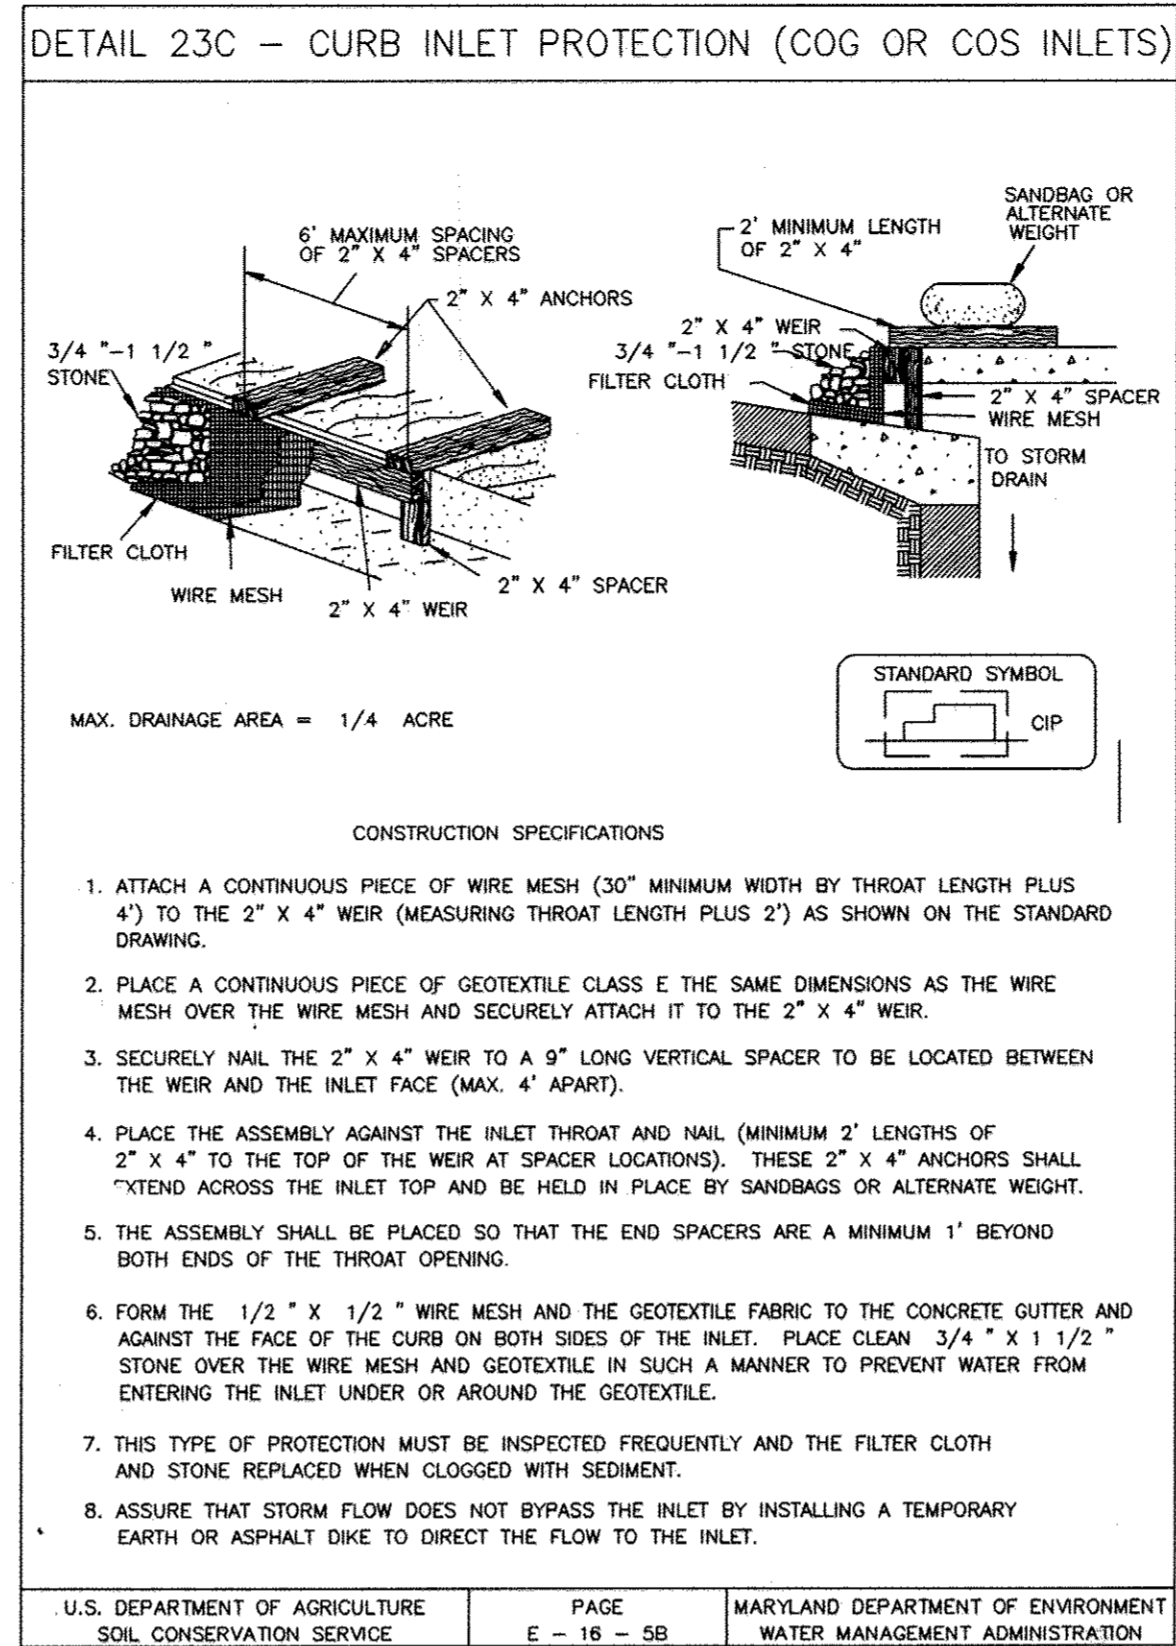 DETAIL 23C – CURB INLET PROTECTION (COG OR COS INLETS)
6' MAXIMUM SPACING
OF 2" X 4" SPACERS
2" X 4" ANCHORS
3/4 "-1 1/2 "
STONE
FILTER CLOTH
WIRE MESH
2" X 4" WEIR
2" X 4" SPACER
SANDBAG OR
ALTERNATE
WEIGHT
2' MINIMUM LENGTH
OF 2" X 4"
2" X 4" WEIR
3/4 "-1 1/2 "STONE
FILTER CLOTH
2" X 4" SPACER
WIRE MESH
TO STORM
DRAIN
STANDARD SYMBOL
CIP
MAX. DRAINAGE AREA = 1/4 ACRE
CONSTRUCTION SPECIFICATIONS
1. ATTACH A CONTINUOUS PIECE OF WIRE MESH (30" MINIMUM WIDTH BY THROAT LENGTH PLUS
4') TO THE 2" X 4" WEIR (MEASURING THROAT LENGTH PLUS 2') AS SHOWN ON THE STANDARD
DRAWING.
2. PLACE A CONTINUOUS PIECE OF GEOTEXTILE CLASS E THE SAME DIMENSIONS AS THE WIRE
MESH OVER THE WIRE MESH AND SECURELY ATTACH IT TO THE 2" X 4" WEIR.
3. SECURELY NAIL THE 2" X 4" WEIR TO A 9" LONG VERTICAL SPACER TO BE LOCATED BETWEEN
THE WEIR AND THE INLET FACE (MAX. 4' APART).
4. PLACE THE ASSEMBLY AGAINST THE INLET THROAT AND NAIL (MINIMUM 2' LENGTHS OF
2" X 4" TO THE TOP OF THE WEIR AT SPACER LOCATIONS). THESE 2" X 4" ANCHORS SHALL
EXTEND ACROSS THE INLET TOP AND BE HELD IN PLACE BY SANDBAGS OR ALTERNATE WEIGHT.
5. THE ASSEMBLY SHALL BE PLACED SO THAT THE END SPACERS ARE A MINIMUM 1' BEYOND
BOTH ENDS OF THE THROAT OPENING.
6. FORM THE 1/2 " X 1/2 " WIRE MESH AND THE GEOTEXTILE FABRIC TO THE CONCRETE GUTTER AND
AGAINST THE FACE OF THE CURB ON BOTH SIDES OF THE INLET. PLACE CLEAN 3/4 " X 1 1/2 "
STONE OVER THE WIRE MESH AND GEOTEXTILE IN SUCH A MANNER TO PREVENT WATER FROM
ENTERING THE INLET UNDER OR AROUND THE GEOTEXTILE.
7. THIS TYPE OF PROTECTION MUST BE INSPECTED FREQUENTLY AND THE FILTER CLOTH
AND STONE REPLACED WHEN CLOGGED WITH SEDIMENT.
8. ASSURE THAT STORM FLOW DOES NOT BYPASS THE INLET BY INSTALLING A TEMPORARY
EARTH OR ASPHALT DIKE TO DIRECT THE FLOW TO THE INLET.
U.S. DEPARTMENT OF AGRICULTURE
SOIL CONSERVATION SERVICE
PAGE
E – 16 – 5B
MARYLAND DEPARTMENT OF ENVIRONMENT
WATER MANAGEMENT ADMINISTRATION